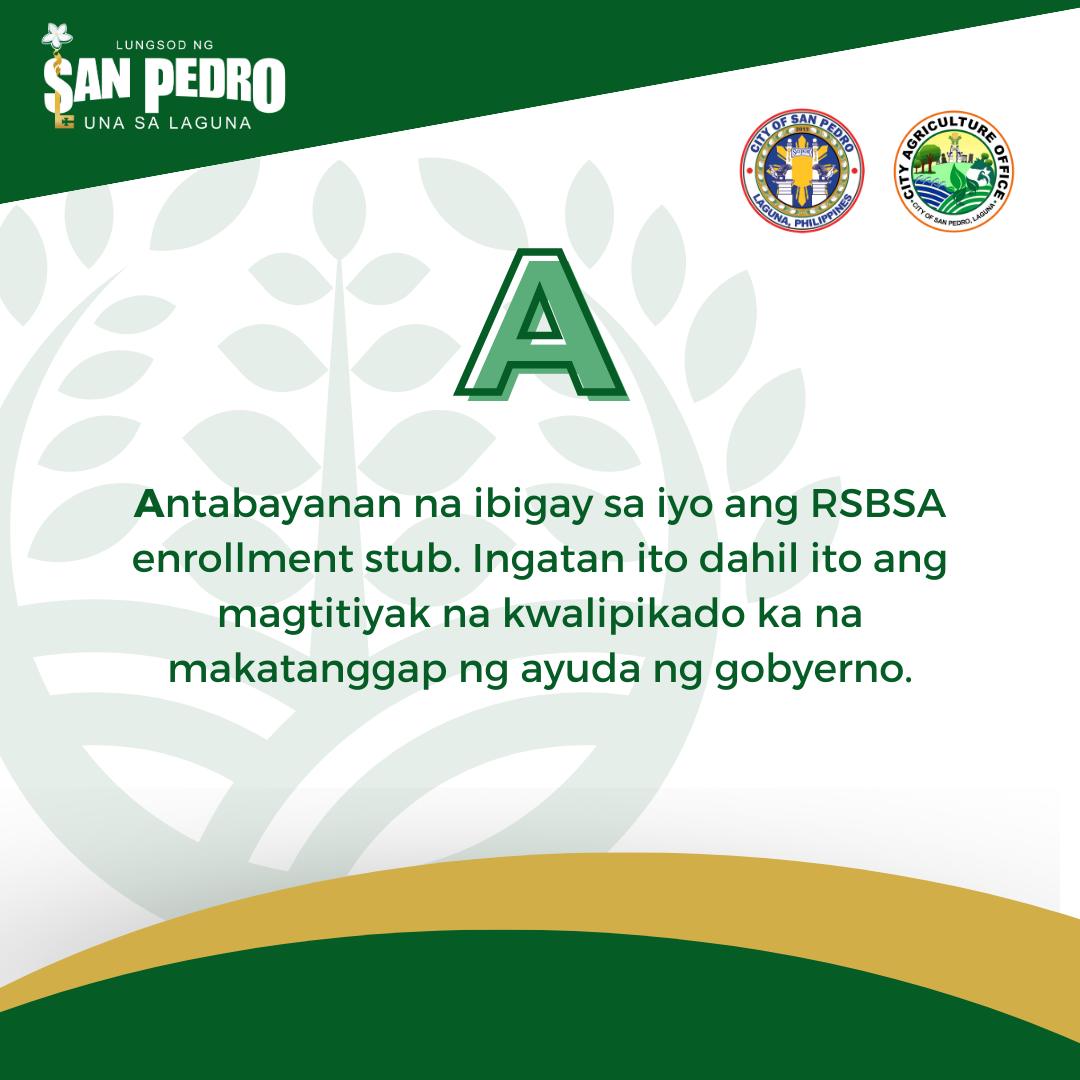 LUNGSOD NG
SAN PEDRO
UNA SA LAGUNA
CITY OF SAN PEDRO
2013
LAGUNA, PHILIPPINES
CITY AGRICULTURE OFFICE
CITY OF SAN PEDRO, LAGUNA
A
Antabayanan na ibigay sa iyo ang RSBSA
enrollment stub. Ingatan ito dahil ito ang
magtitiyak na kwalipikado ka na
makatanggap ng ayuda ng gobyerno.